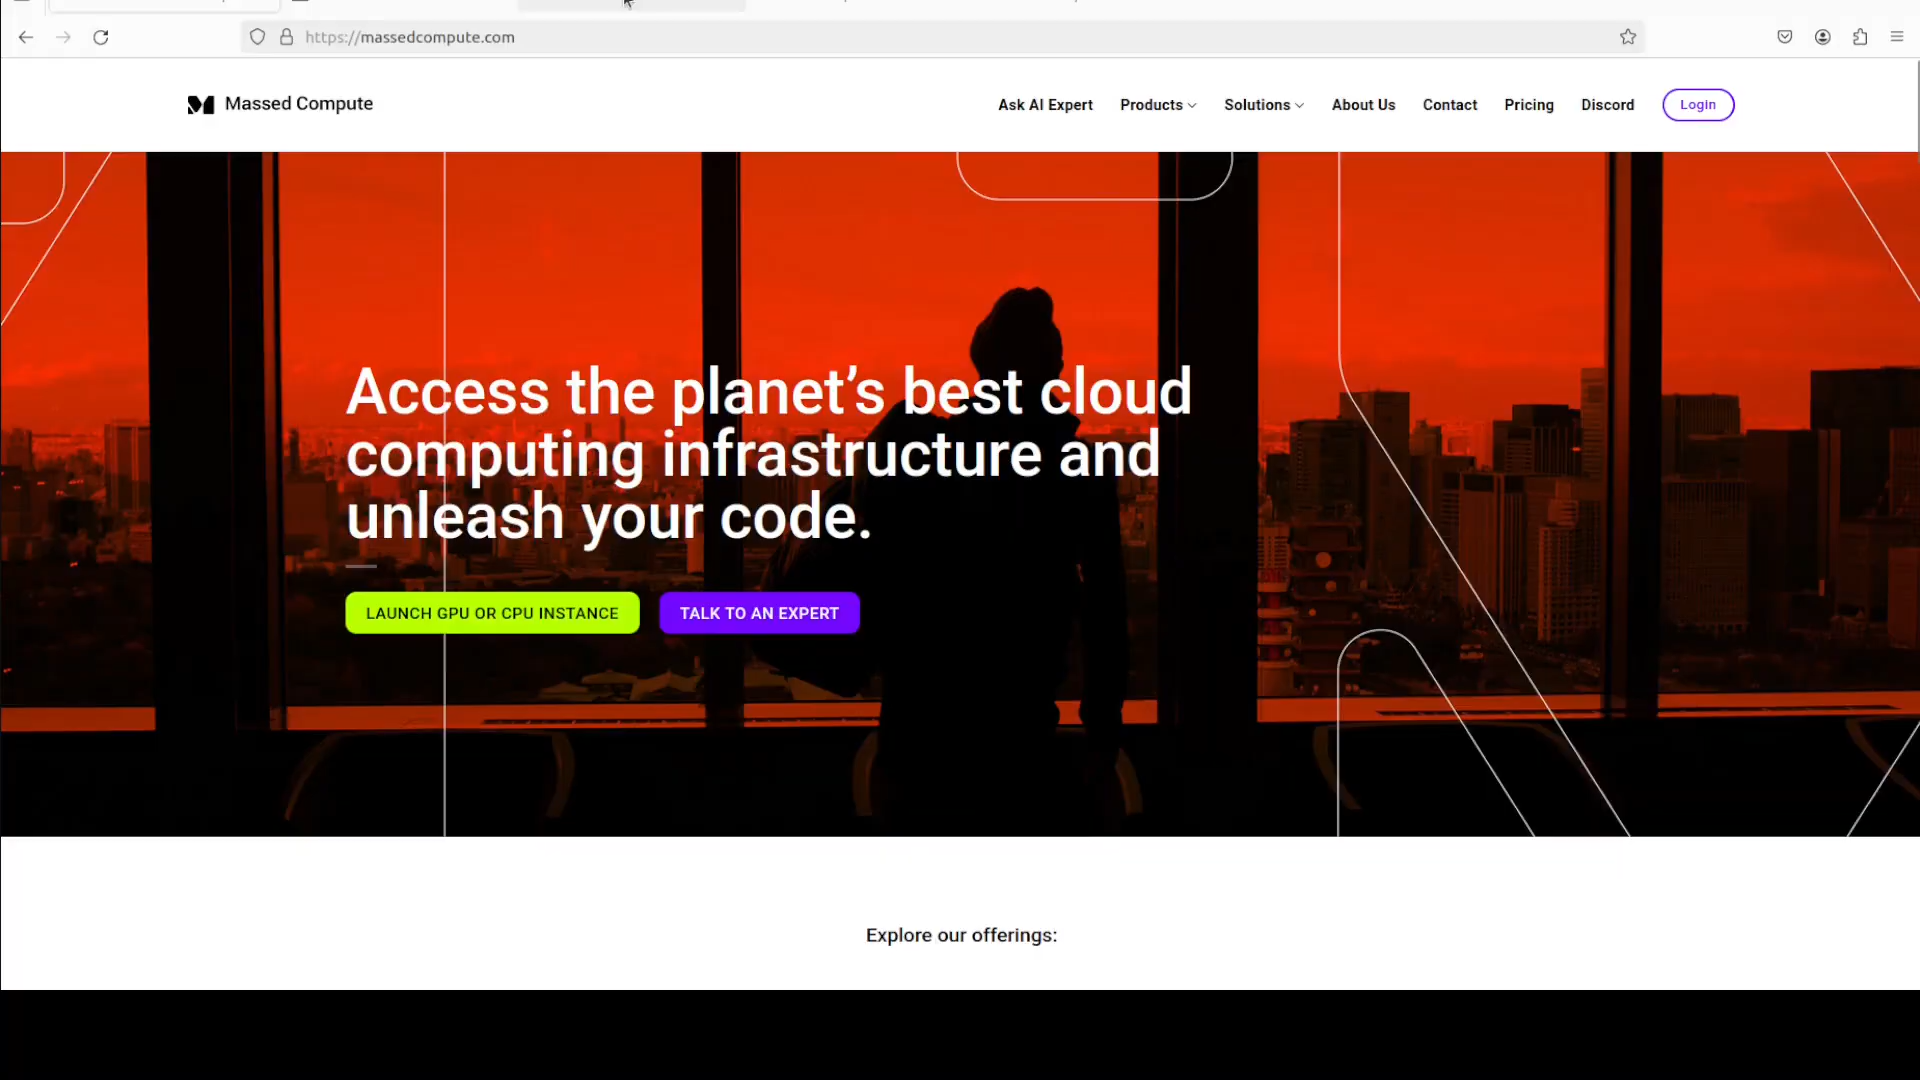 https://massedcompute.com
Massed Compute
Ask AI Expert
Products
Solutions
About Us
Contact
Pricing
Discord
Login
Access the planet’s best cloud
computing infrastructure and
unleash your code.
LAUNCH GPU OR CPU INSTANCE
TALK TO AN EXPERT
Explore our offerings: